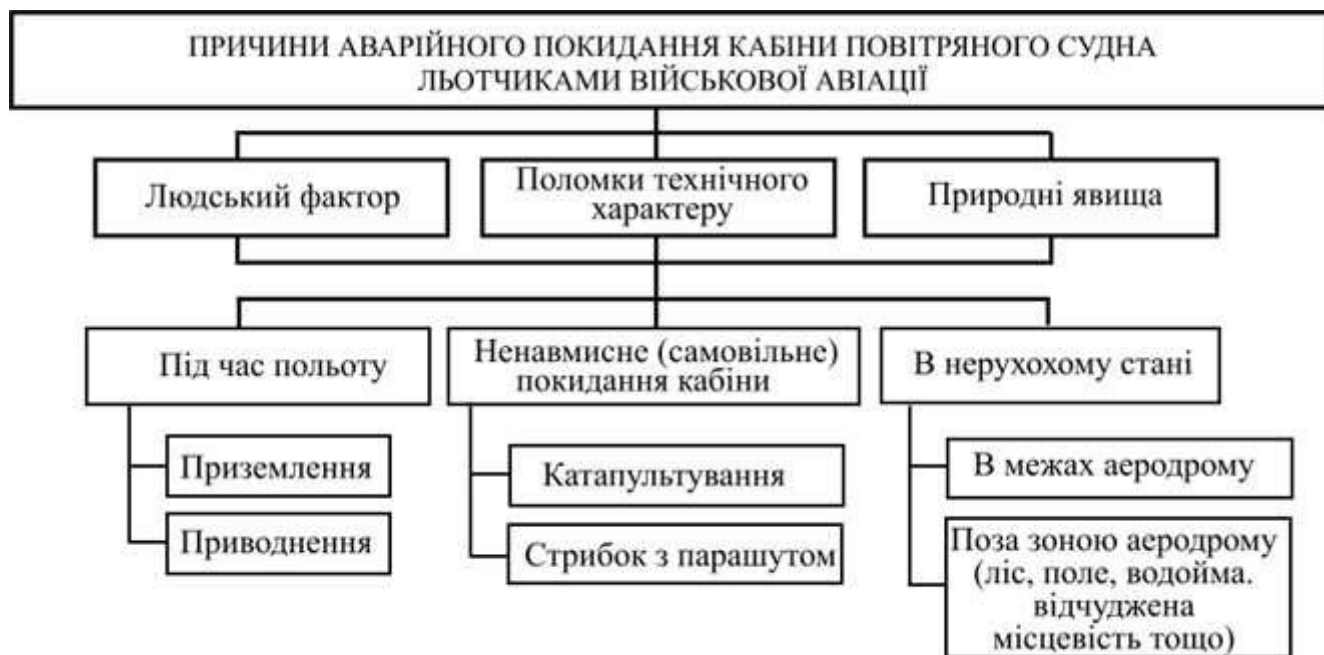 ПРИЧИНИ АВАРІЙНОГО ПОКИДАННЯ КАБІНИ ПОВІТРЯНОГО СУДНА
ЛЬОТЧИКАМИ ВІЙСЬКОВОЇ АВІАЦІЇ
Людський фактор
Поломки технічного
характеру
Природні явища
Під час польоту
Ненавмисне (самовільне)
покидання кабіни
В нерухохому стані
Приземлення
Приводнення
Катапультування
Стрибок з парашутом
В межах аеродрому
Поза зоною аеродрому
(ліс, поле, водойма.
відчуджена
місцевість тощо)